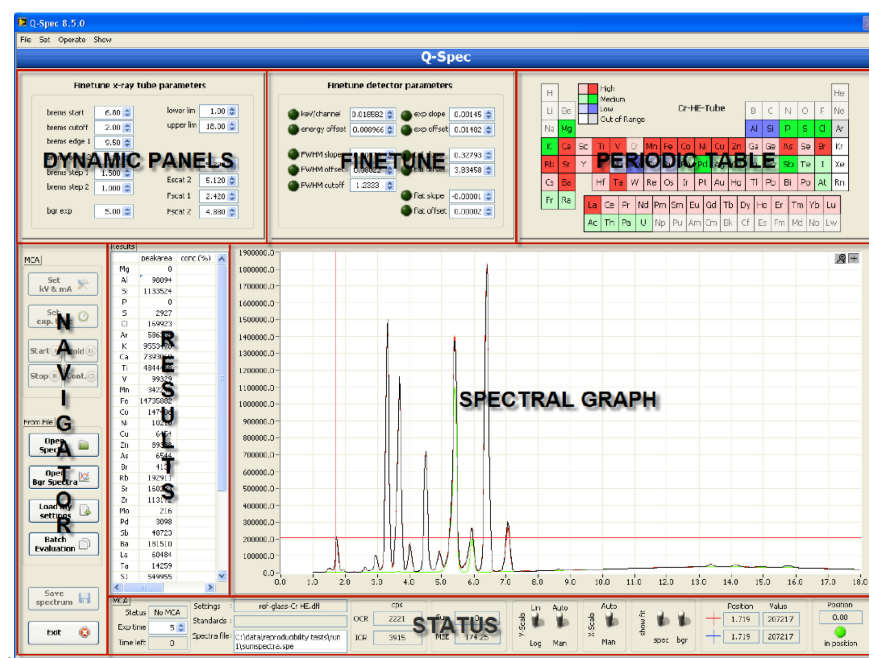 Q-Spec 8.5.0
File Set Operate Show
Q-Spec
Finetune x-ray tube parameters
brems start 6.80 lower lim 1.00
brems cutoff 2.00 upper lim 18.00
brems edge 1 9.50
DYNAMIC PANELS
brems step 1 1.500
brems step 2 1.000 Escat 2 5.120
Fscat 1 2.420
bgr exp 5.00 Fscat 2 4.880
Finetune detector parameters
keV/channel 0.018582 exp slope 0.00145
energy offset 0.008966 exp offset 0.01482
FINETUNE
FWHM slope 0.32793
FWHM offset 3.83458
FWHM cutoff 1.2333
flat slope -0.00001
flat offset 0.00002
High
Medium
Low
Out of Range
Cr-HE-Tube
PERIODIC TABLE
H He
Li Be B C N O F Ne
Na Mg Al Si P S Cl Ar
K Ca Sc Ti V Cr Mn Fe Co Ni Cu Zn Ga Ge As Se Br
Rb Sr Y Pd Sb Te I Xe
Cs Ba Hf Ta W Re Os Ir Pt Au Hg Tl Pb Bi Po At Rn
Fr Ra La Ce Pr Nd Pm Sm Eu Gd Tb Dy Ho Er Tm Yb Lu
Ac Th Pa U Np Pu Am Cm Bk Cf Es Fm Md No Lw
MCA
Set
kV & mA
Set
NAVIGATOR
Start
Stop Cont.
From File
Open
Open
Bgr Spectra
Load
settings
Batch
Evaluation
Save
spectrum
Exit
Results
peakarea conc (%)
RESULTS
Mg 0
Al 98894
Si 1133524
P 0
S 2927
Cl 169923
Ar
K
Ca
Ti
V 99329
Mn
Fe 14735882
Co
Ni
Cu
Zn
As
Br
Rb 192911
Sr
Zr
Mo 216
Pd 3098
Sb 48723
Ba 181510
La 60484
Ta 14259
1900000.0
1800000.0
1700000.0
1600000.0
1500000.0
1400000.0
1300000.0
1200000.0
1100000.0
1000000.0
900000.0
800000.0
700000.0
600000.0
500000.0
400000.0
300000.0
200000.0
100000.0
0.0
SPECTRAL GRAPH
0.0 1.0 2.0 3.0 4.0 5.0 6.0 7.0 8.0 9.0 10.0 11.0 12.0 13.0 14.0 15.0 16.0 17.0 18.0
MCA
Status No MCA
Exp time 5
Time left 0
Settings : rof-glass-Cr HE.dfl
Standards :
Spectra file: C:\data\reproducibilty tests\run
1\sunspectra.spe
cps
OCR 2221
ICR 3915
STATUS
Y-Scale Lin Auto
Log Man
X-Scale Auto
Man
show fit
spec bgr
Position Value
1.719 207217
1.719 207217
Position
0.00
in position